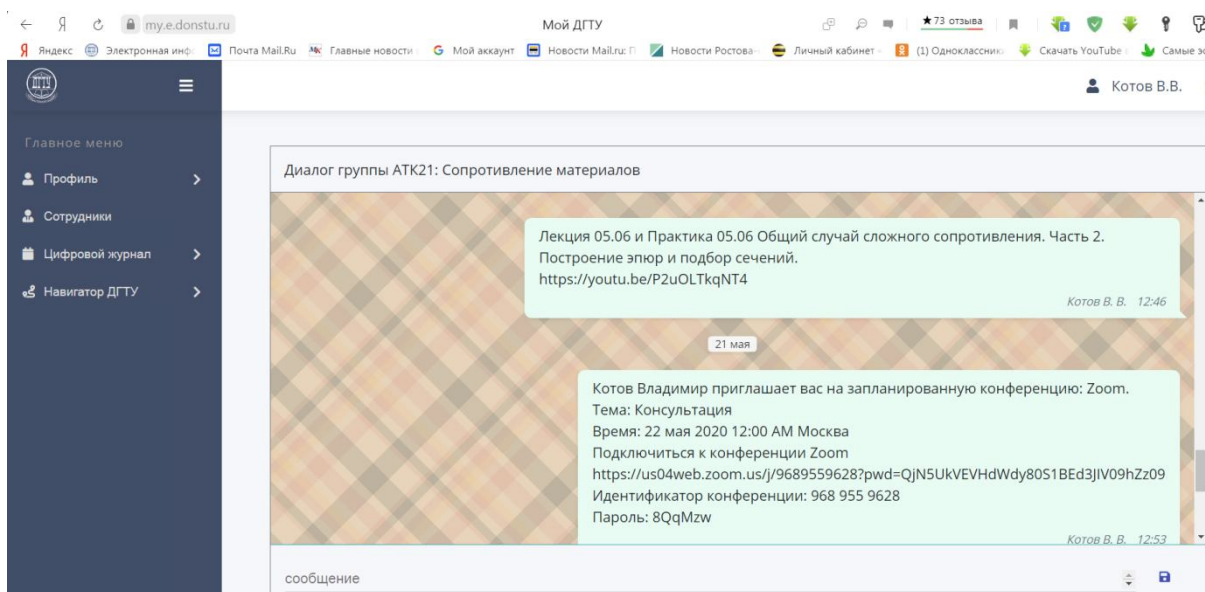 my.e.donstu.ru
Мой ДГТУ
★73 отзыва
Яндекс
Электронная инфо
Почта Mail.Ru
Главные новости
Мой аккаунт
Новости Mail.ru: П
Новости Ростова-
Личный кабинет -
(1) Одноклассник
Скачать YouTube
Самые эс
ДГТУ
Котов В.В.
Главное меню
Профиль
Сотрудники
Цифровой журнал
Навигатор ДГТУ
Диалог группы АТК21: Сопротивление материалов
Лекция 05.06 и Практика 05.06 Общий случай сложного сопротивления. Часть 2.
Построение эпюр и подбор сечений.
https://youtu.be/P2uOLTkqNT4
Котов В. В. 12:46
21 мая
Котов Владимир приглашает вас на запланированную конференцию: Zoom.
Тема: Консультация
Время: 22 мая 2020 12:00 AM Москва
Подключиться к конференции Zoom
https://us04web.zoom.us/j/9689559628?pwd=QjN5UkVEVHdWdy80S1BEd3JIV09hZz09
Идентификатор конференции: 968 955 9628
Пароль: 8QqMzw
Котов В. В. 12:53
сообщение